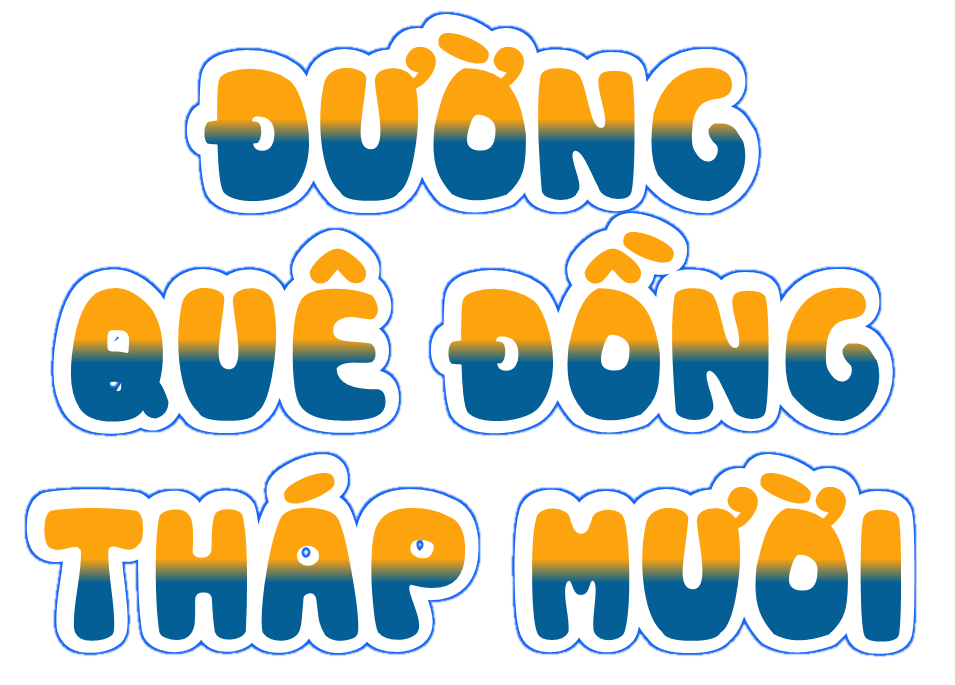 ĐƯỜNG
QUÊ ĐỒNG
THÁP MƯỜI